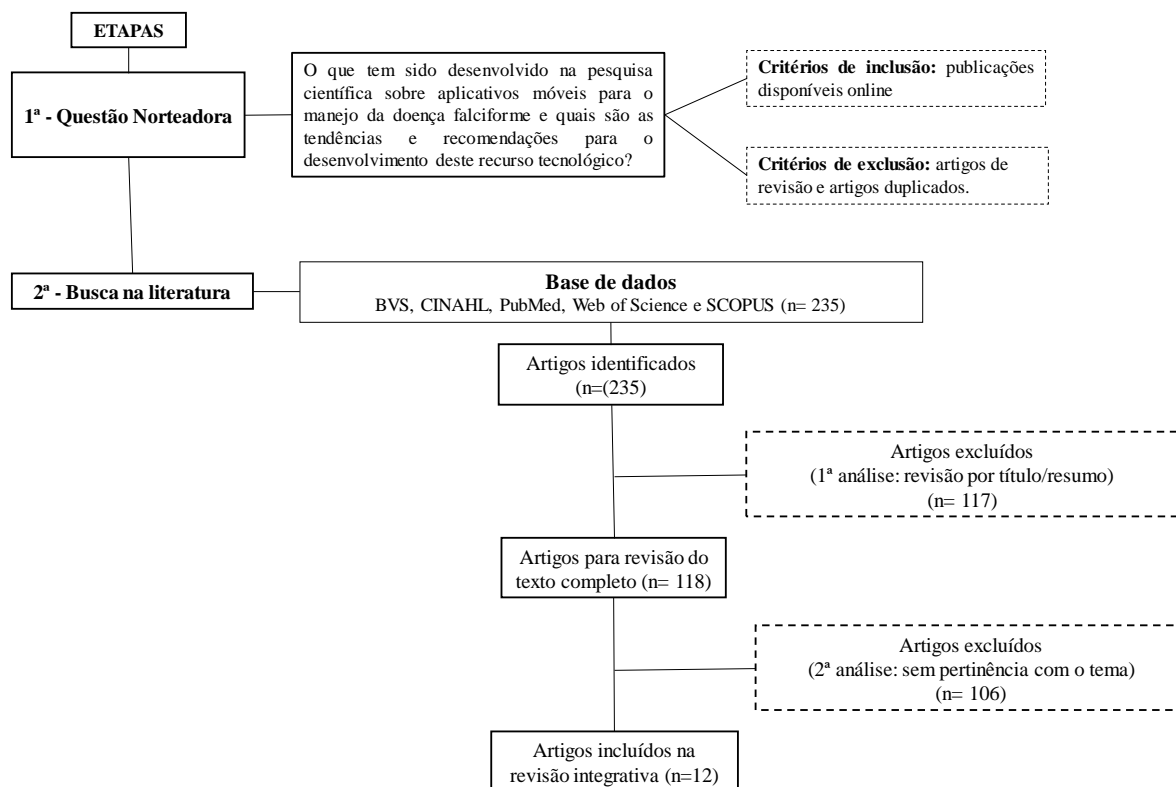 ETAPAS
1ª - Questão Norteadora
O que tem sido desenvolvido na pesquisa
científica sobre aplicativos móveis para o
manejo da doença falciforme e quais são as
tendências e recomendações para o
desenvolvimento deste recurso tecnológico?
Critérios de inclusão: publicações
disponíveis online
Critérios de exclusão: artigos de
revisão e artigos duplicados.
2ª - Busca na literatura
Base de dados
BVS, CINAHL, PubMed, Web of Science e SCOPUS (n= 235)
Artigos identificados
(n=(235)
Artigos excluídos
(1ª análise: revisão por título/resumo)
(n= 117)
Artigos para revisão do
texto completo (n= 118)
Artigos excluídos
(2ª análise: sem pertinência com o tema)
(n= 106)
Artigos incluídos na
revisão integrativa (n=12)